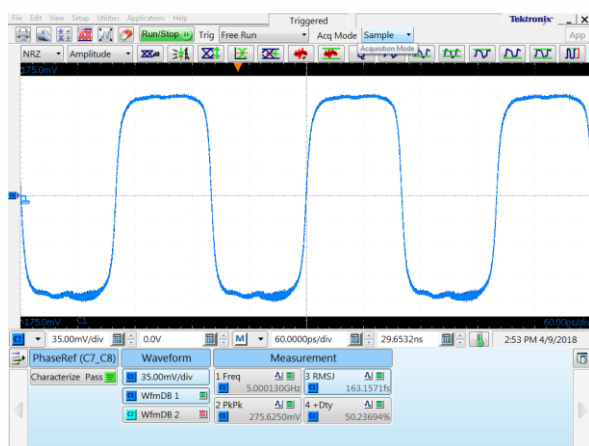 File Edit View Setup Utilities Applications Help
Triggered
Tektronix
Run/Stop Trig Free Run Acq Mode Sample App
NRZ Amplitude
Acquisition Mode
175.0mV
C1
-175.0mV 60.00ps/div
35.00mV/div 0.0V M 60.0000ps/div 29.6532ns 2:53 PM 4/9/2018
PhaseRef (C7_C8) Waveform Measurement
Characterize Pass 35.00mV/div 1 Freq 3 RMSJ
5.000130GHz 163.1571fs
WfmDB 1
WfmDB 2 2 PkPk 4 +Dty
275.6250mV 50.23694%